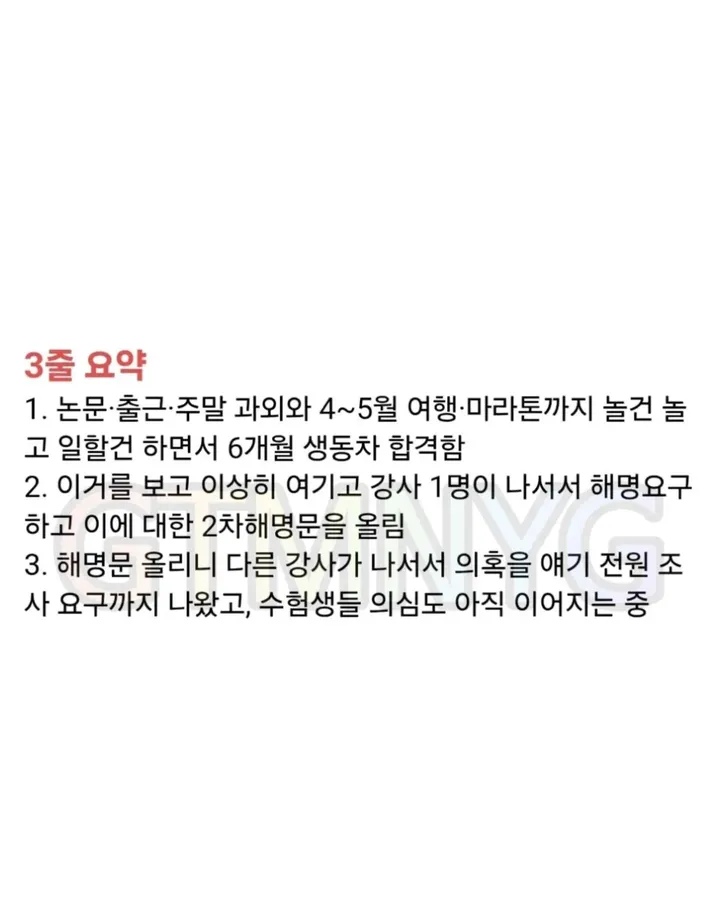 3줄 요약
1. 논문·출근·주말 과외와 4~5월 여행·마라톤까지 놀건 놀
고 일할건 하면서 6개월 생동차 합격함
2. 이거를 보고 이상히 여기고 강사 1명이 나서서 해명요구
하고 이에 대한 2차해명문을 올림
3. 해명문 올리니 다른 강사가 나서서 의혹을 얘기 전원 조
사 요구까지 나왔고, 수험생들 의심도 아직 이어지는 중
GTMNYG